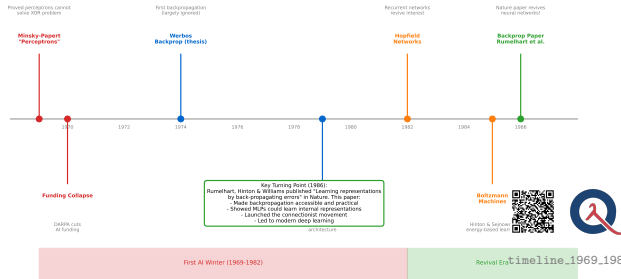 Proved perceptrons cannot
solve XOR problem
First backpropagation
(largely ignored)
Recurrent networks
revive interest
Nature paper revives
neural networks!
Minsky-Papert
"Perceptrons"
Werbos
Backprop (thesis)
Hopfield
Networks
Backprop Paper
Rumelhart et al.
1970
1972
1974
1980
1982
1984
1986
Key Turning Point (1986):
Rumelhart, Hinton & Williams published "Learning representations
by back-propagating errors" in Nature. This paper:
- Made backpropagation accessible and practical
- Showed MLPs could learn internal representations
- Launched the connectionist movement
- Led to modern deep learning
Funding Collapse
Boltzmann
Machines
DARPA cuts
AI funding
architecture
Hinton &
energy-based
First AI Winter (1969-1982)
Revival Era
timeline_1969_198